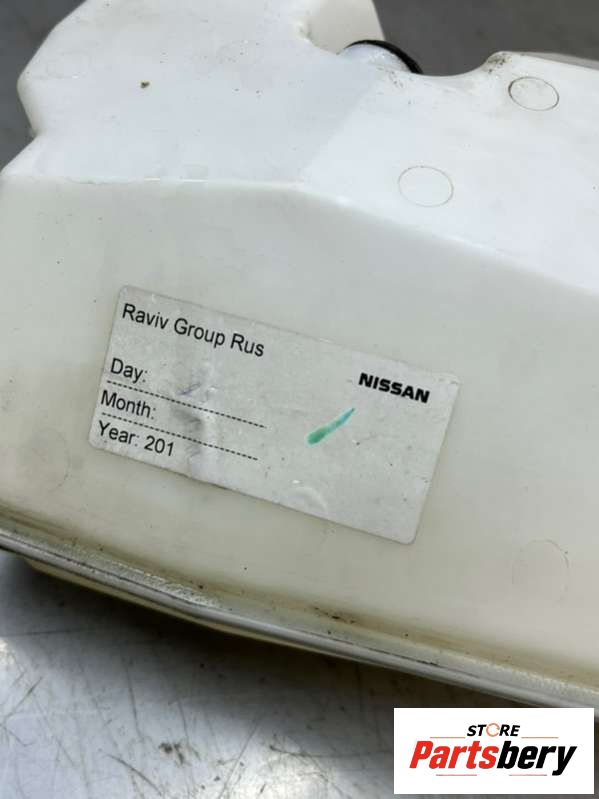 Raviv Group Rus
NISSAN
Day:
Month:
Year: 201
STORE
Partsbery